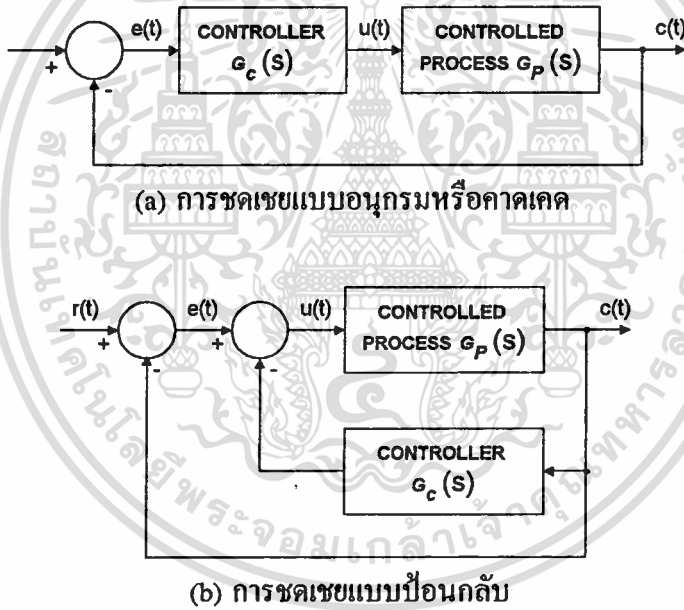 e(t) CONTROLLER u(t) CONTROLLED c(t)
+ G_C(S) PROCESS G_P(S)
-
(a) การชดเชยแบบอนุกรมหรือคาดเคด
r(t) e(t) u(t) CONTROLLED c(t)
+ + PROCESS G_P(S)
- -
CONTROLLER
G_C(S)
(b) การชดเชยแบบป้อนกลับ